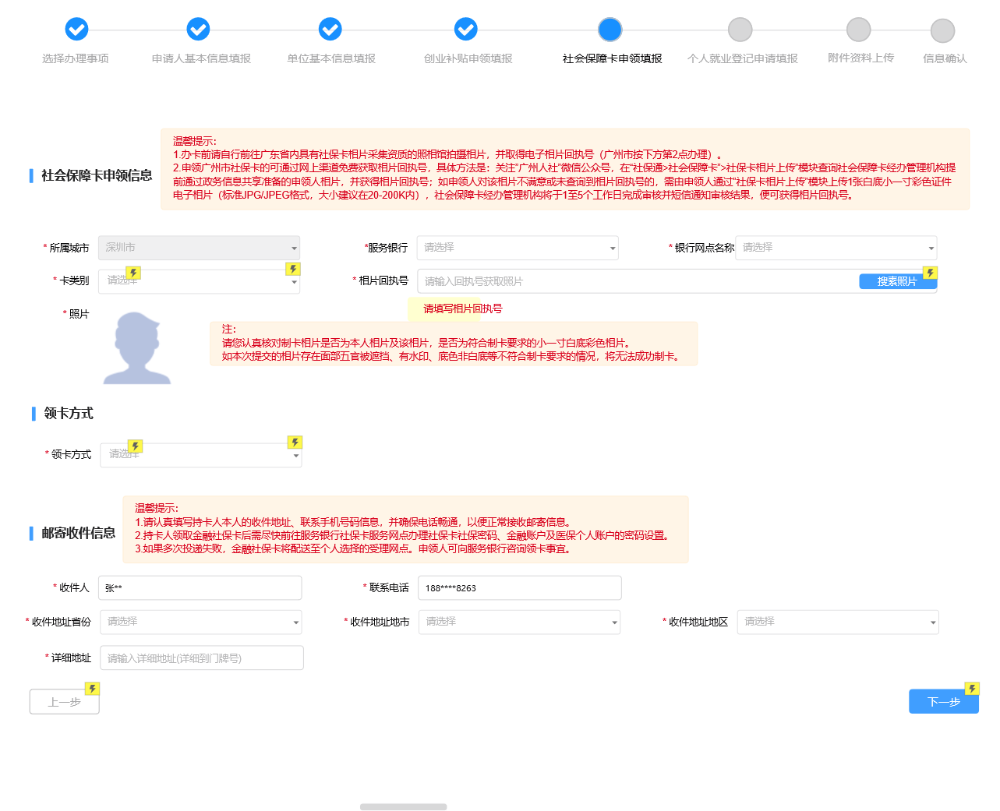 选择办理事项 申请人基本信息填报 单位基本信息填报 创业补贴申领填报 社会保障卡申领填报 个人就业登记申请填报 附件资料上传 信息确认
社会保障卡申领信息
温馨提示：
1.办卡前请自行前往广东省内具有社保卡相片采集资质的照相馆拍摄相片，并取得电子相片回执号（广州市按下方第2点办理）。
2.申领广州市社保卡的可通过网上渠道免费获取相片回执号，具体方法是：关注"广州人社"微信公众号，在"社保通>社会保障卡">社保卡相片上传"模块查询社会保障卡经办管理机构提
前通过政务信息共享准备的申领人相片，并获得相片回执号；如申领人对该相片不满意或未查询到相片回执号的，需由申领人通过"社保卡相片上传"模块上传1张白底小一寸彩色证件
电子相片（标准JPG/JPEG格式，大小建议在20-200K内），社会保障卡经办管理机构将于1至5个工作日完成审核并短信通知审核结果，便可获得相片回执号。
* 所属城市 深圳市 *服务银行 请选择 * 银行网点名称 请选择
* 卡类别 请选择 * 相片回执号 请输入回执号获取照片 搜素照片
请填写相片回执号
* 照片
注：
请您认真核对制卡相片是否为本人相片及该相片，是否为符合制卡要求的小一寸白底彩色相片。
如本次提交的相片存在面部五官被遮挡、有水印、底色非白底等不符合制卡要求的情况，将无法成功制卡。
领卡方式
* 领卡方式 请选择
邮寄收件信息
温馨提示：
1.请认真填写持卡人本人的收件地址、联系手机号码信息，并确保电话畅通，以便正常接收邮寄信息。
2.持卡人领取金融社保卡后需尽快前往服务银行社保卡服务网点办理社保卡社保密码、金融账户及医保个人账户的密码设置。
3.如果多次投递失败，金融社保卡将配送至个人选择的受理网点。申领人可向服务银行咨询领卡事宜。
* 收件人 张** * 联系电话 188****8263
* 收件地址省份 请选择 * 收件地址地市 请选择 * 收件地址地区 请选择
* 详细地址 请输入详细地址(详细到门牌号)
上一步 下一步